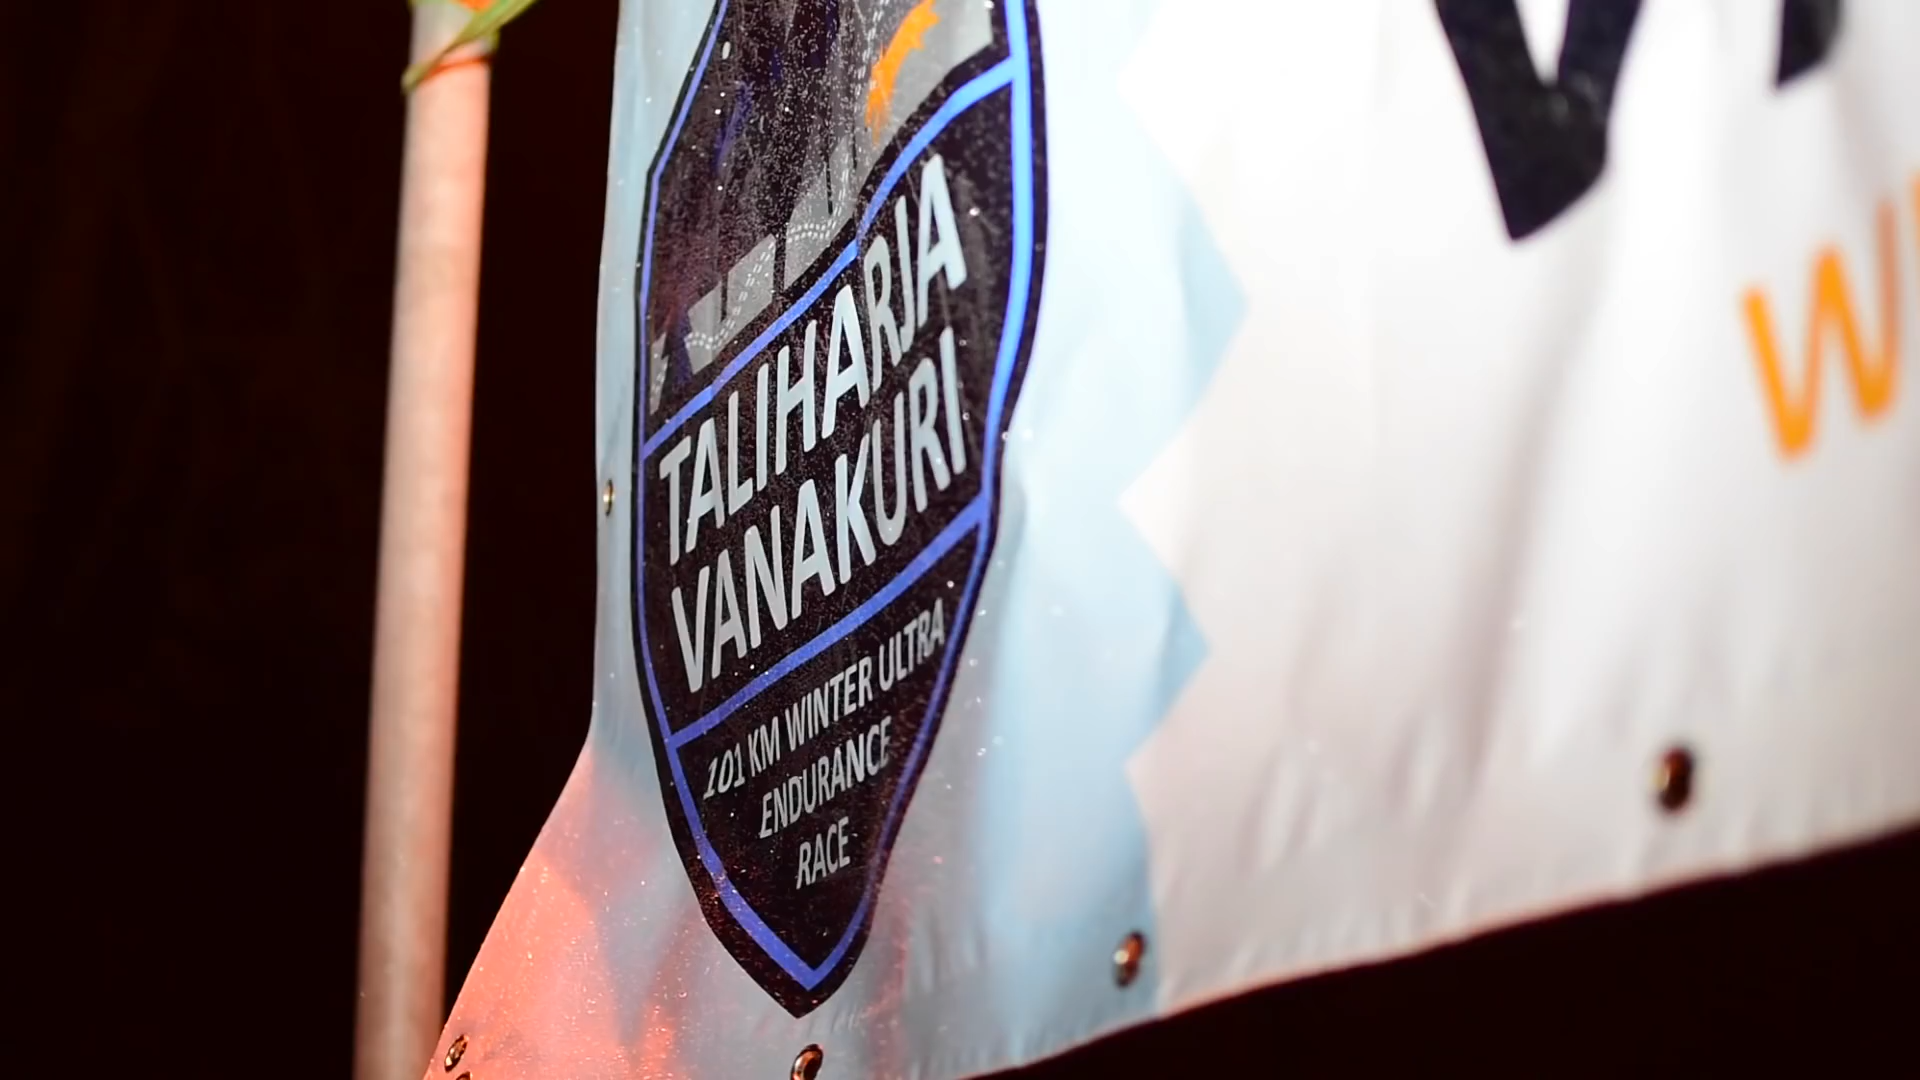 TALIHARJA
VANAKURI
101 KM WINTER ULTRA
ENDURANCE
RACE